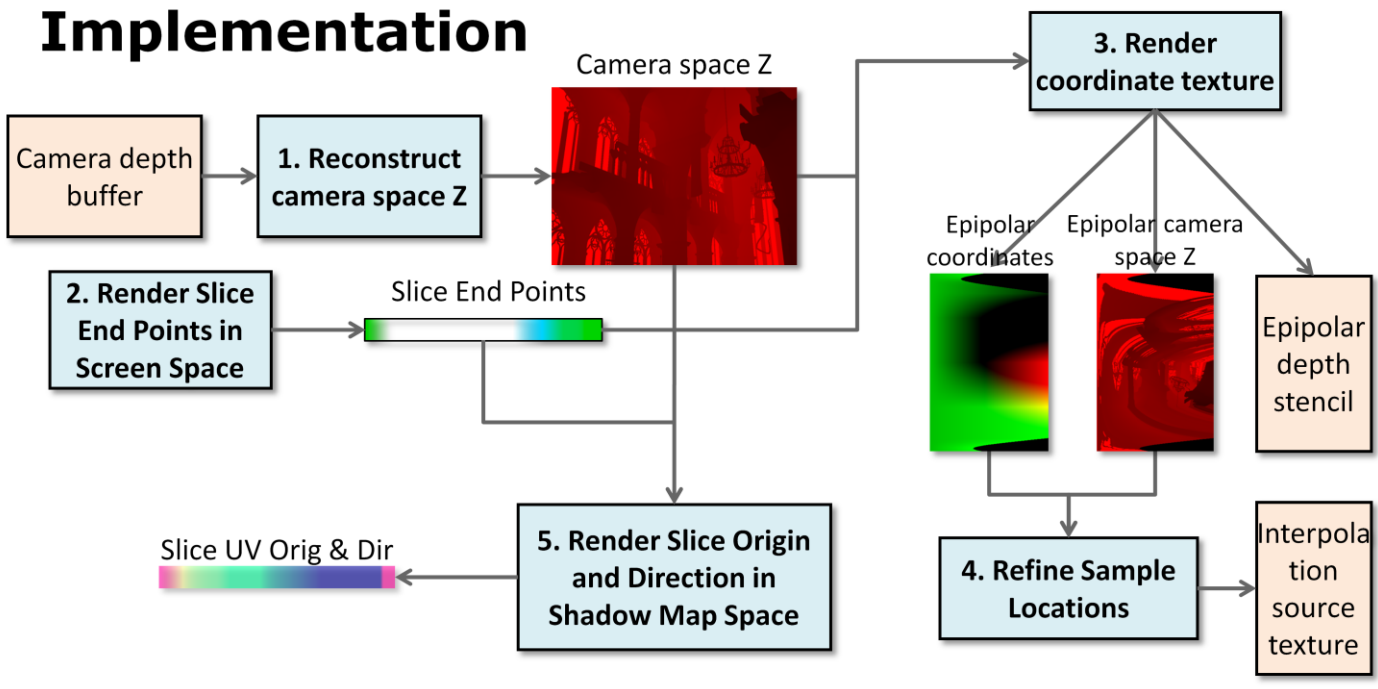 Implementation
Camera space Z
3. Render
coordinate texture
Camera depth
buffer
1. Reconstruct
camera space Z
Epipolar
coordinates
Epipolar camera
space Z
2. Render Slice
End Points in
Screen Space
Slice End Points
Epipolar
depth
stencil
5. Render Slice Origin
and Direction in
Shadow Map Space
Slice UV Orig & Dir
4. Refine Sample
Locations
Interpola
tion
source
texture